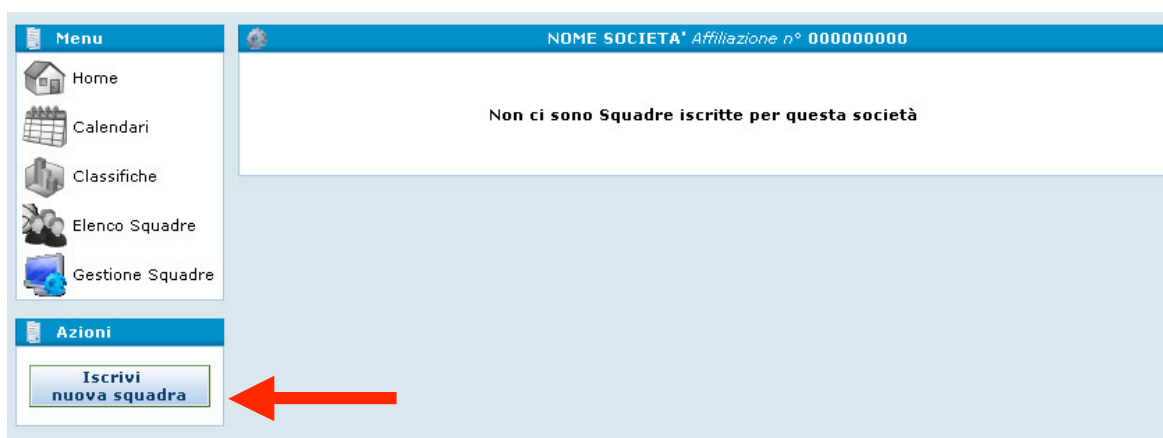 Menu
Home
Calendari
Classifiche
Elenco Squadre
Gestione Squadre
Azioni
Iscrivi
nuova squadra
NOME SOCIETA' Affiliazione n° 000000000
Non ci sono Squadre iscritte per questa società